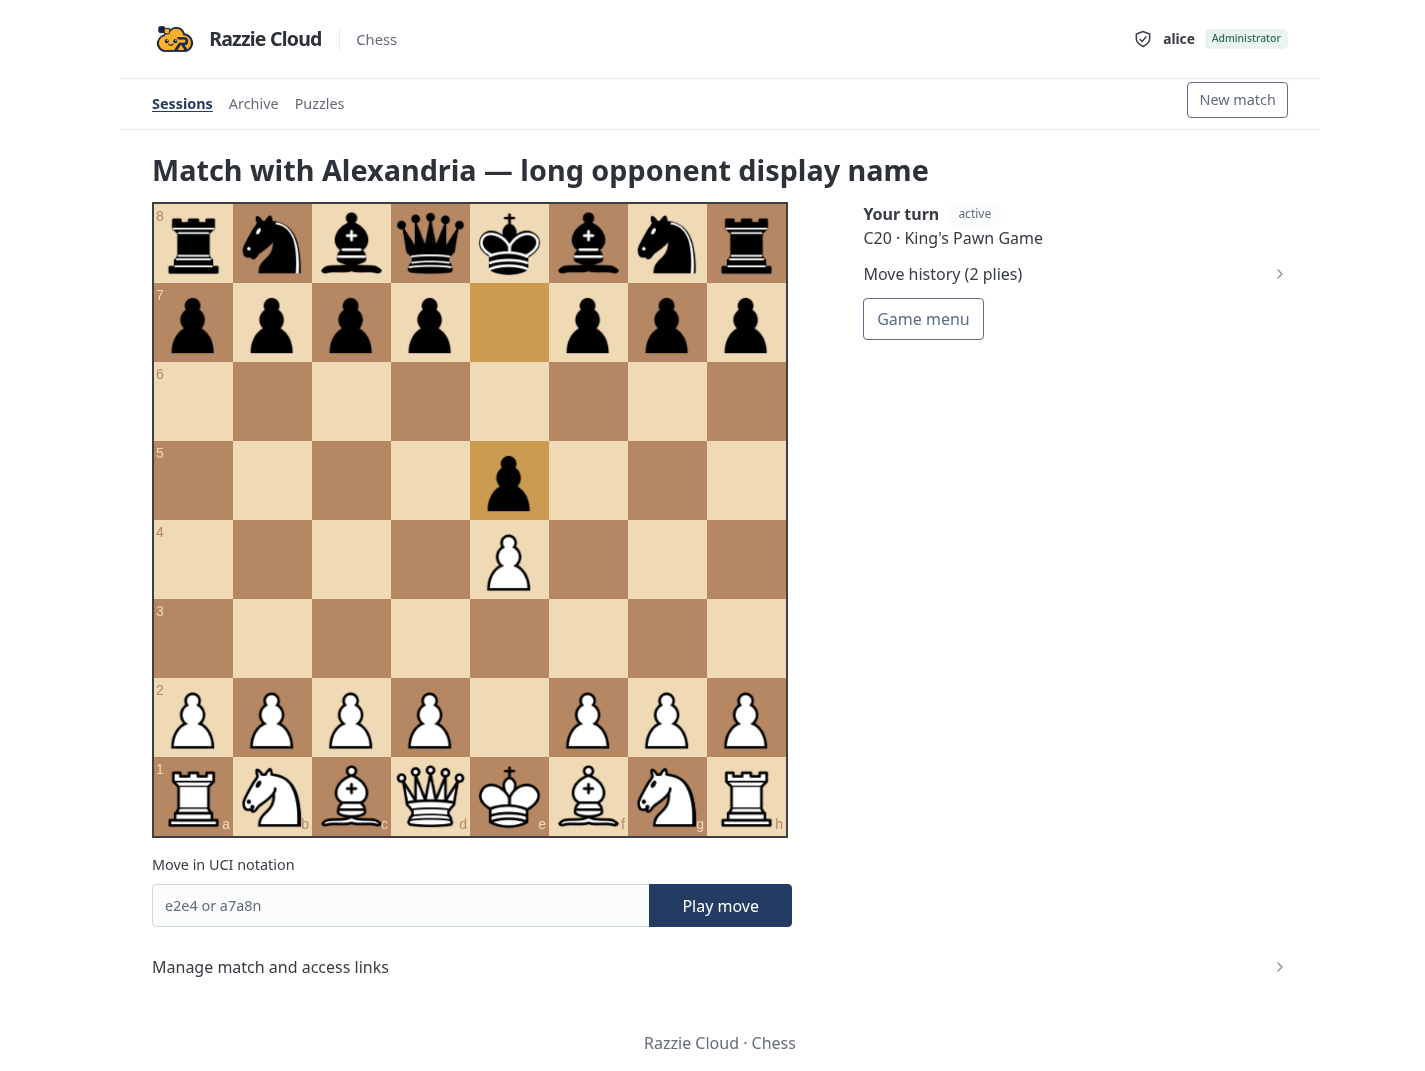 Razzie Cloud
Chess
alice
Administrator
Sessions
Archive
Puzzles
New match
Match with Alexandria — long opponent display name
8
7
6
5
4
3
2
1
a
b
c
d
e
f
g
h
Your turn
active
C20 · King's Pawn Game
Move history (2 plies)
Game menu
Move in UCI notation
e2e4 or a7a8n
Play move
Manage match and access links
Razzie Cloud · Chess